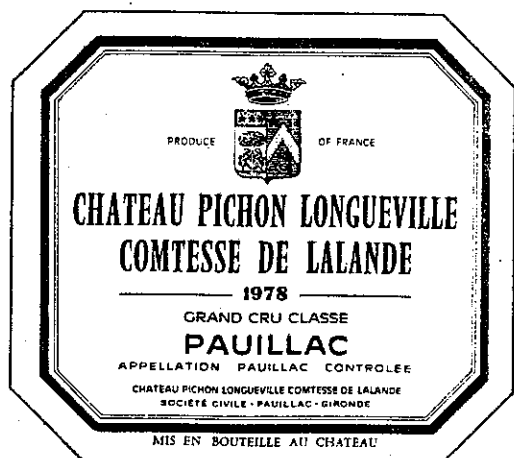 PRODUCE OF FRANCE
CHATEAU PICHON LONGUEVILLE
COMTESSE DE LALANDE
1978
GRAND CRU CLASSE
PAUILLAC
APPELLATION PAUILLAC CONTROLÉE
CHATEAU PICHON LONGUEVILLE COMTESSE DE LALANDE
SOCIÉTÉ CIVILE - PAUILLAC - GIRONDE
MIS EN BOUTEILLE AU CHATEAU